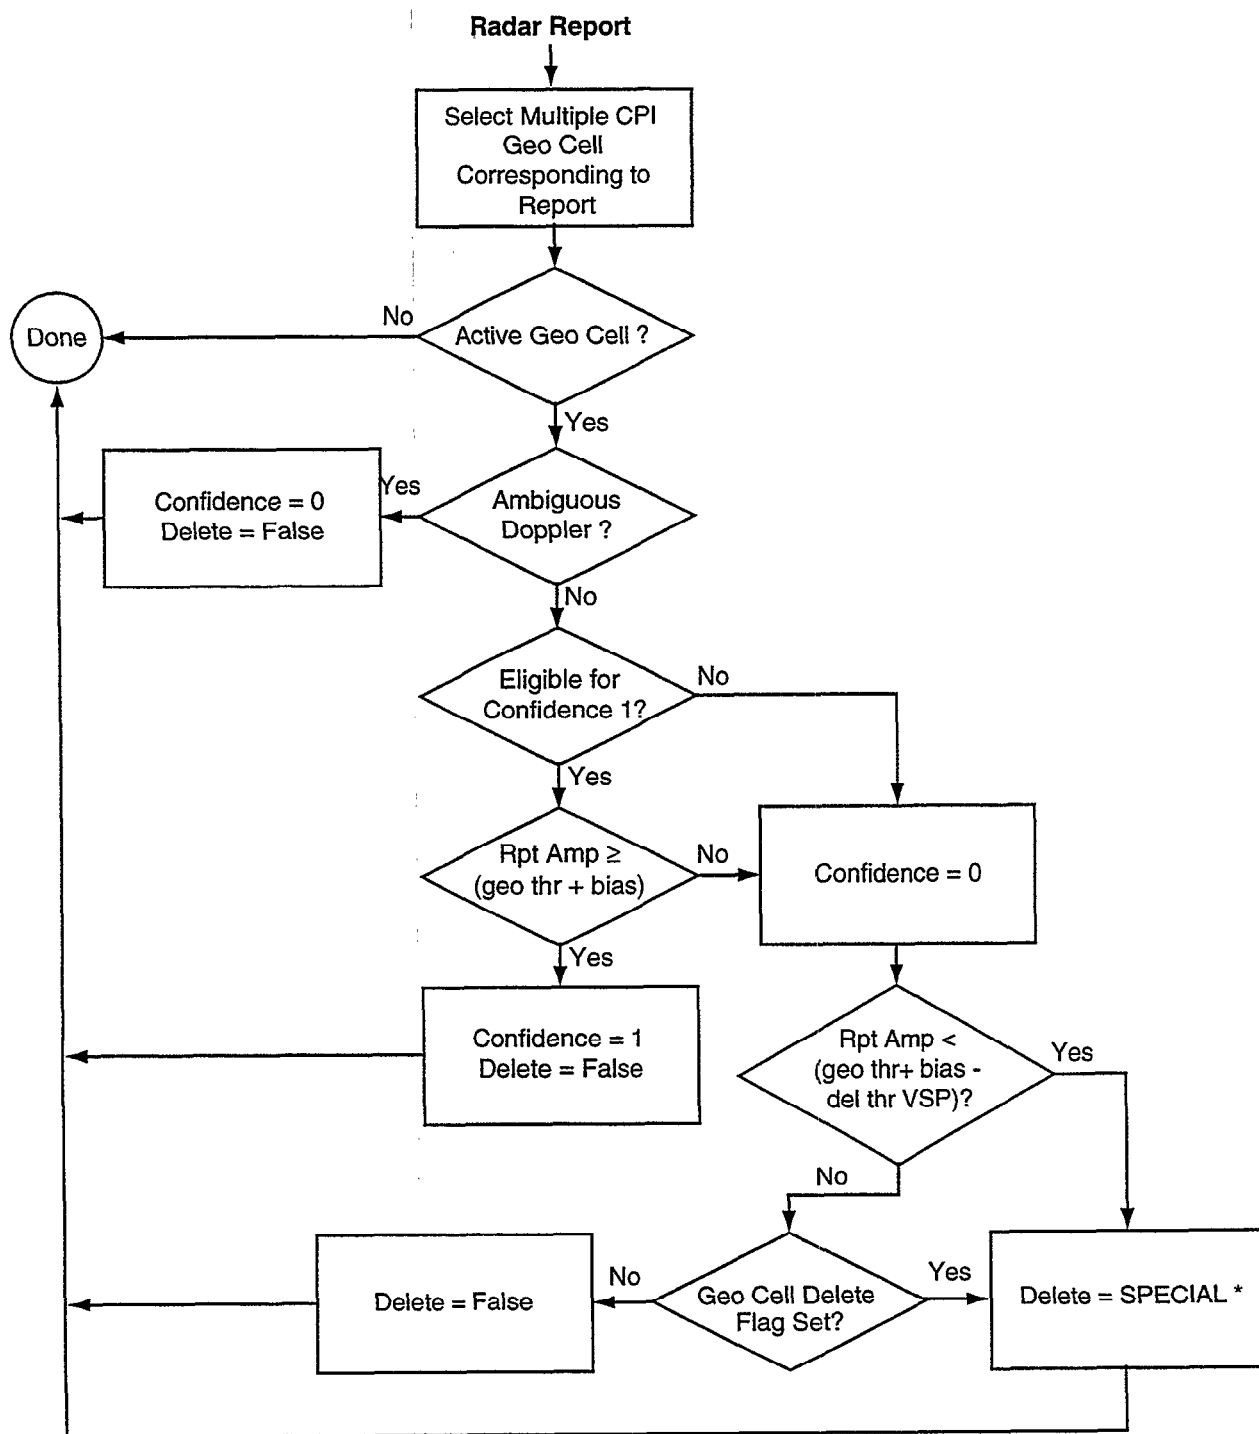 Radar Report
Select Multiple CPI
Geo Cell
Corresponding to
Report
Done
No
Active Geo Cell ?
Yes
Confidence = 0
Delete = False
Yes
Ambiguous
Doppler ?
No
Eligible for
Confidence 1?
No
Yes
Rpt Amp ≥
(geo thr + bias)
No
Confidence = 0
Yes
Confidence = 1
Delete = False
Rpt Amp <
(geo thr+ bias -
del thr VSP)?
Yes
No
Delete = False
No
Geo Cell Delete
Flag Set?
Yes
Delete = SPECIAL *